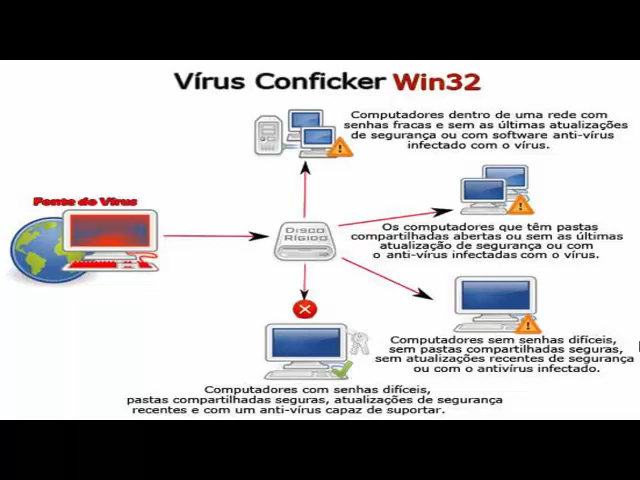 Vírus Conficker Win32
Computadores dentro de uma rede com
senhas fracas e sem as últimas atualizações
de segurança ou com software anti-vírus
infectado com o vírus.
Fonte do Vírus
Disco
Rígido
Os computadores que têm pastas
compartilhadas abertas ou sem as últimas
atualização de segurança ou com
o anti-vírus infectadas com o vírus.
Computadores sem senhas difíceis,
sem pastas compartilhadas seguras,
sem atualizações recentes de segurança
ou com o antivírus infectado.
Computadores com senhas difíceis,
pastas compartilhadas seguras, atualizações de segurança
recentes e com um anti-vírus capaz de suportar.